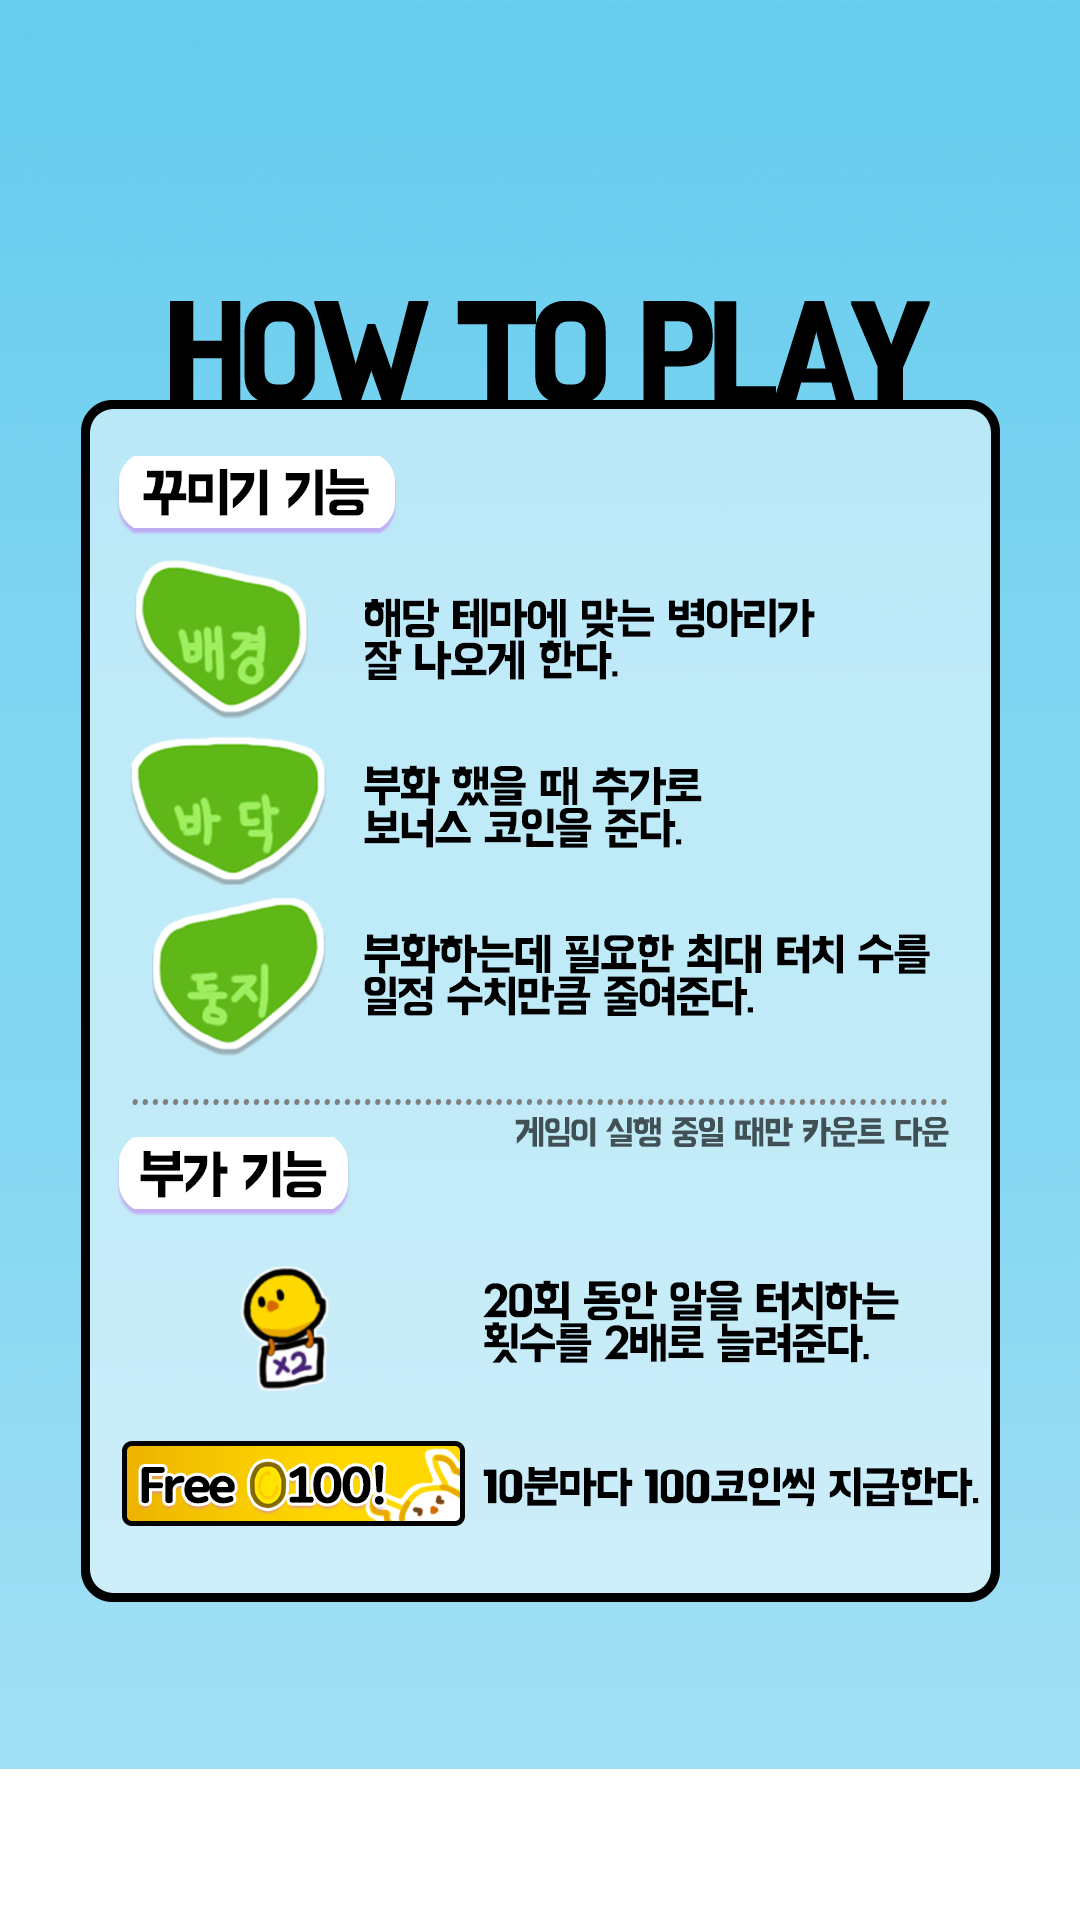 HOW TO PLAY
꾸미기 기능
배경
해당 테마에 맞는 병아리가
잘 나오게 한다.
바닥
부화 했을 때 추가로
보너스 코인을 준다.
둥지
부화하는데 필요한 최대 터치 수를
일정 수치만큼 줄여준다.
게임이 실행 중일 때만 카운트 다운
부가 기능
x2
20회 동안 알을 터치하는
횟수를 2배로 늘려준다.
Free 100!
10분마다 100코인씩 지급한다.